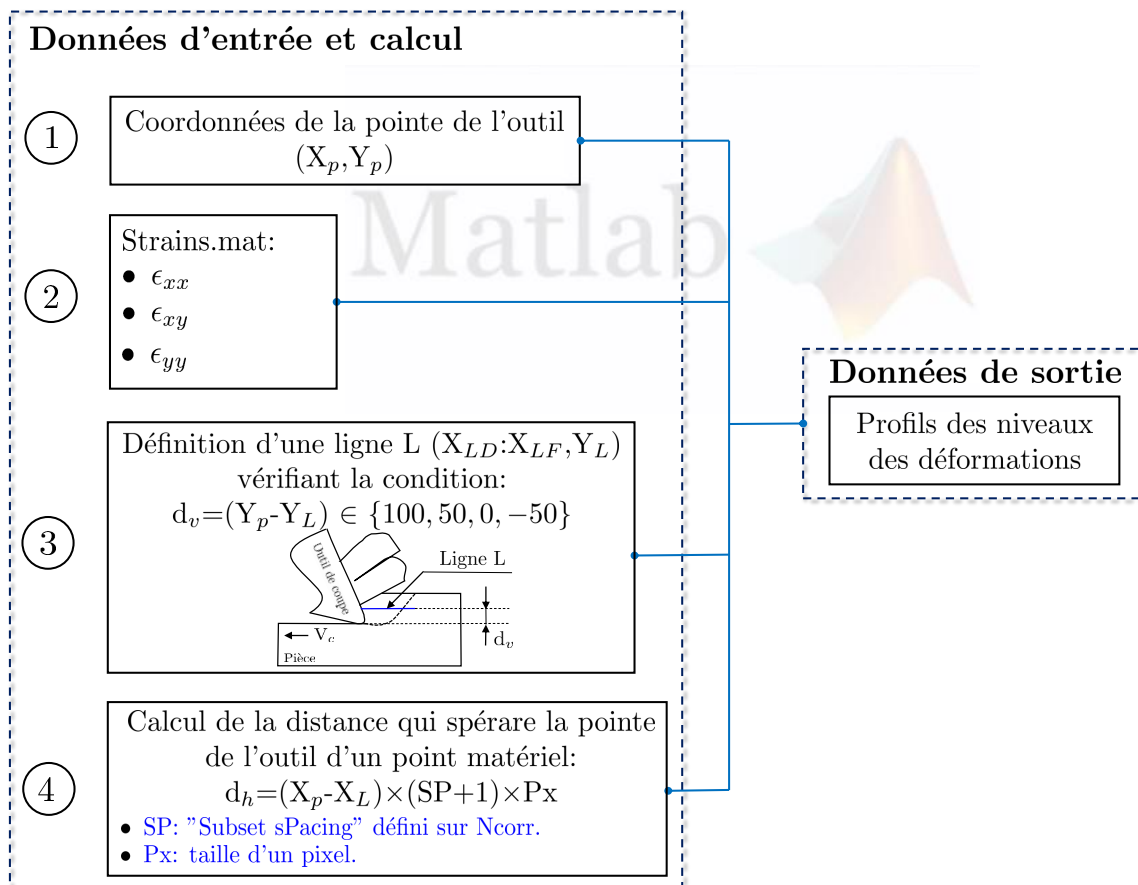 Données d'entrée et calcul
1
Coordonnées de la pointe de l'outil
(X_p,Y_p)
Matlab
2
Strains.mat:
• ϵ_xx
• ϵ_xy
• ϵ_yy
Données de sortie
Profils des niveaux
des déformations
3
Définition d'une ligne L (X_LD:X_LF,Y_L)
vérifiant la condition:
d_v=(Y_p-Y_L) ∈ {100, 50, 0, −50}
Outil de coupe
Ligne L
V_c
d_v
Pièce
4
Calcul de la distance qui spérare la pointe
de l'outil d'un point matériel:
d_h=(X_p-X_L)×(SP+1)×Px
• SP: "Subset sPacing" défini sur Ncorr.
• Px: taille d'un pixel.